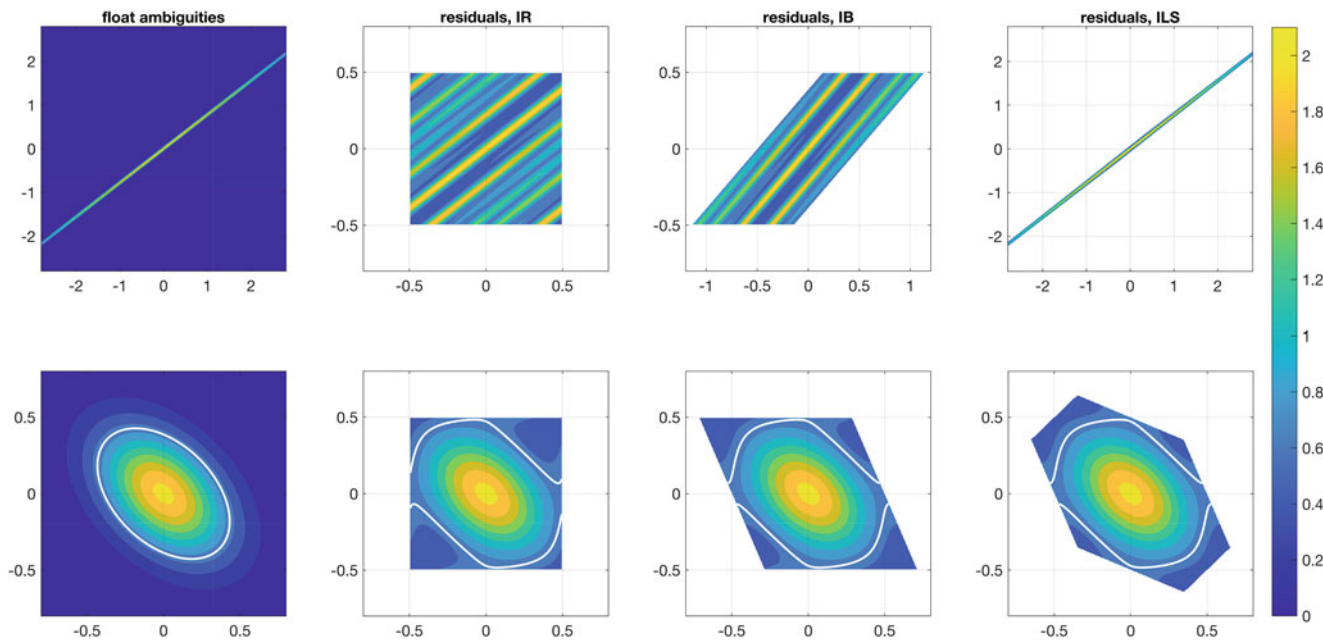 float ambiguities residuals, IR residuals, IB residuals, ILS
2 0.5 0.5 2 2
1 1 1.8
0 0 0 0 1.6
-1 -1 1.4
-2 -0.5 -0.5 -2 1.2
-2 -1 0 1 2 -0.5 0 0.5 -1 -0.5 0 0.5 1 -2 -1 0 1 2
1
0.5 0.5 0.5 0.5 0.8
0 0 0 0 0.6
0.4
-0.5 -0.5 -0.5 -0.5 0.2
0
-0.5 0 0.5 -0.5 0 0.5 -0.5 0 0.5 -0.5 0 0.5